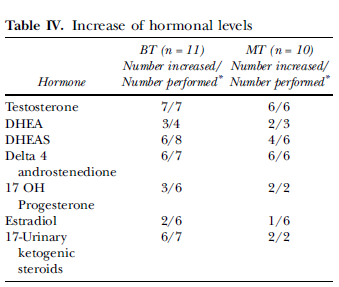 Table IV. Increase of hormonal levels
BT (n = 11) MT (n = 10)
Number increased/ Number increased/
Hormone Number performed* Number performed*
Testosterone 7/7 6/6
DHEA 3/4 2/3
DHEAS 6/8 4/6
Delta 4 6/7 6/6
androstenedione
17 OH 3/6 2/2
Progesterone
Estradiol 2/6 1/6
17-Urinary 6/7 2/2
ketogenic
steroids